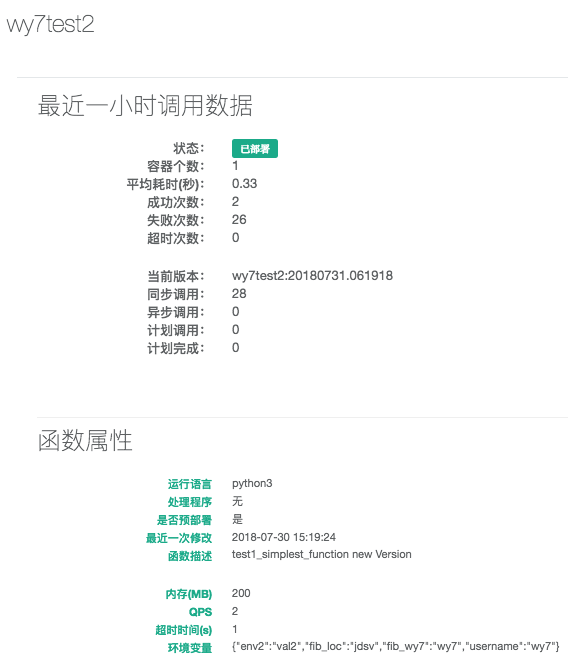 wy7test2
最近一小时调用数据
状态： 已部署
容器个数： 1
平均耗时(秒)： 0.33
成功次数： 2
失败次数： 26
超时次数： 0
当前版本： wy7test2:20180731.061918
同步调用： 28
异步调用： 0
计划调用： 0
计划完成： 0
函数属性
运行语言 python3
处理程序 无
是否预部署 是
最近一次修改 2018-07-30 15:19:24
函数描述 test1_simplest_function new Version
内存(MB) 200
QPS 2
超时时间(s) 1
环境变量 {"env2":"val2","fib_loc":"jdsv","fib_wy7":"wy7","username":"wy7"}